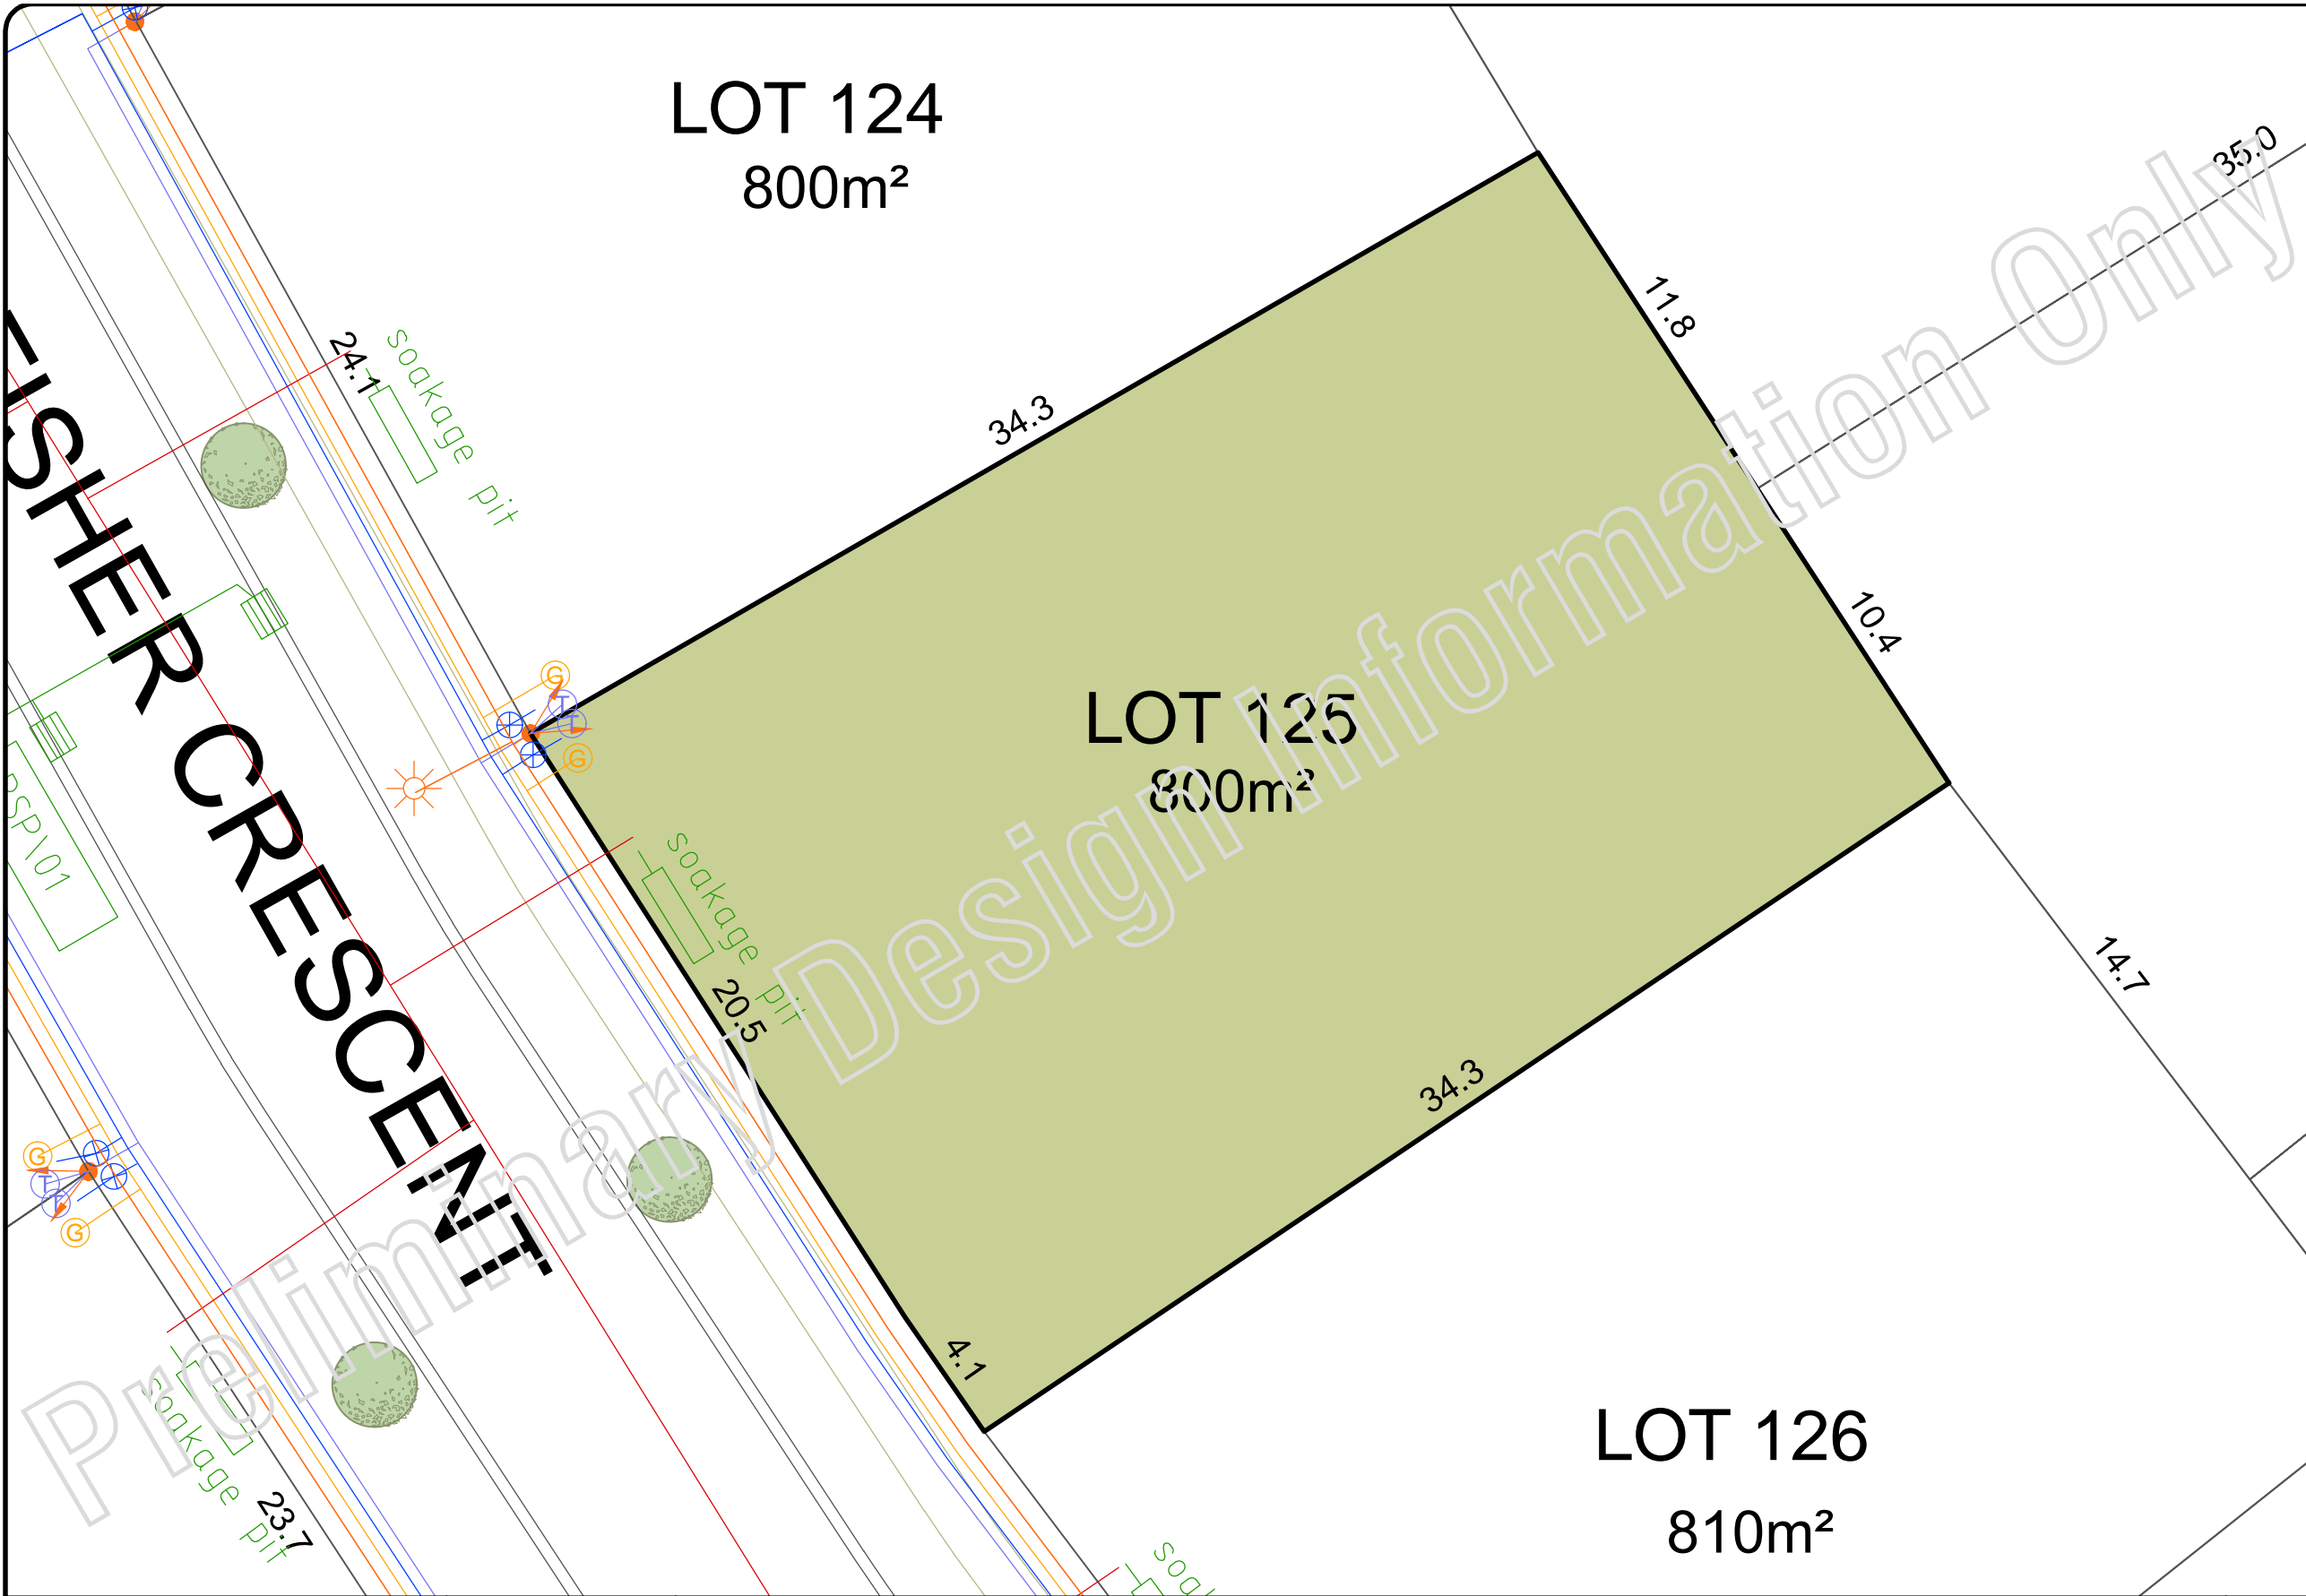 LOT 124
800m²
35.0
11.8
24.1
soakage pit
34.3
10.4
LOT 125
800m²
G
T
T
G
soakage pit
20.5
14.7
34.3
G
T
T
G
4.1
LOT 126
810m²
soakage pit
23.7
CRESCENT
Preliminary Design Information Only